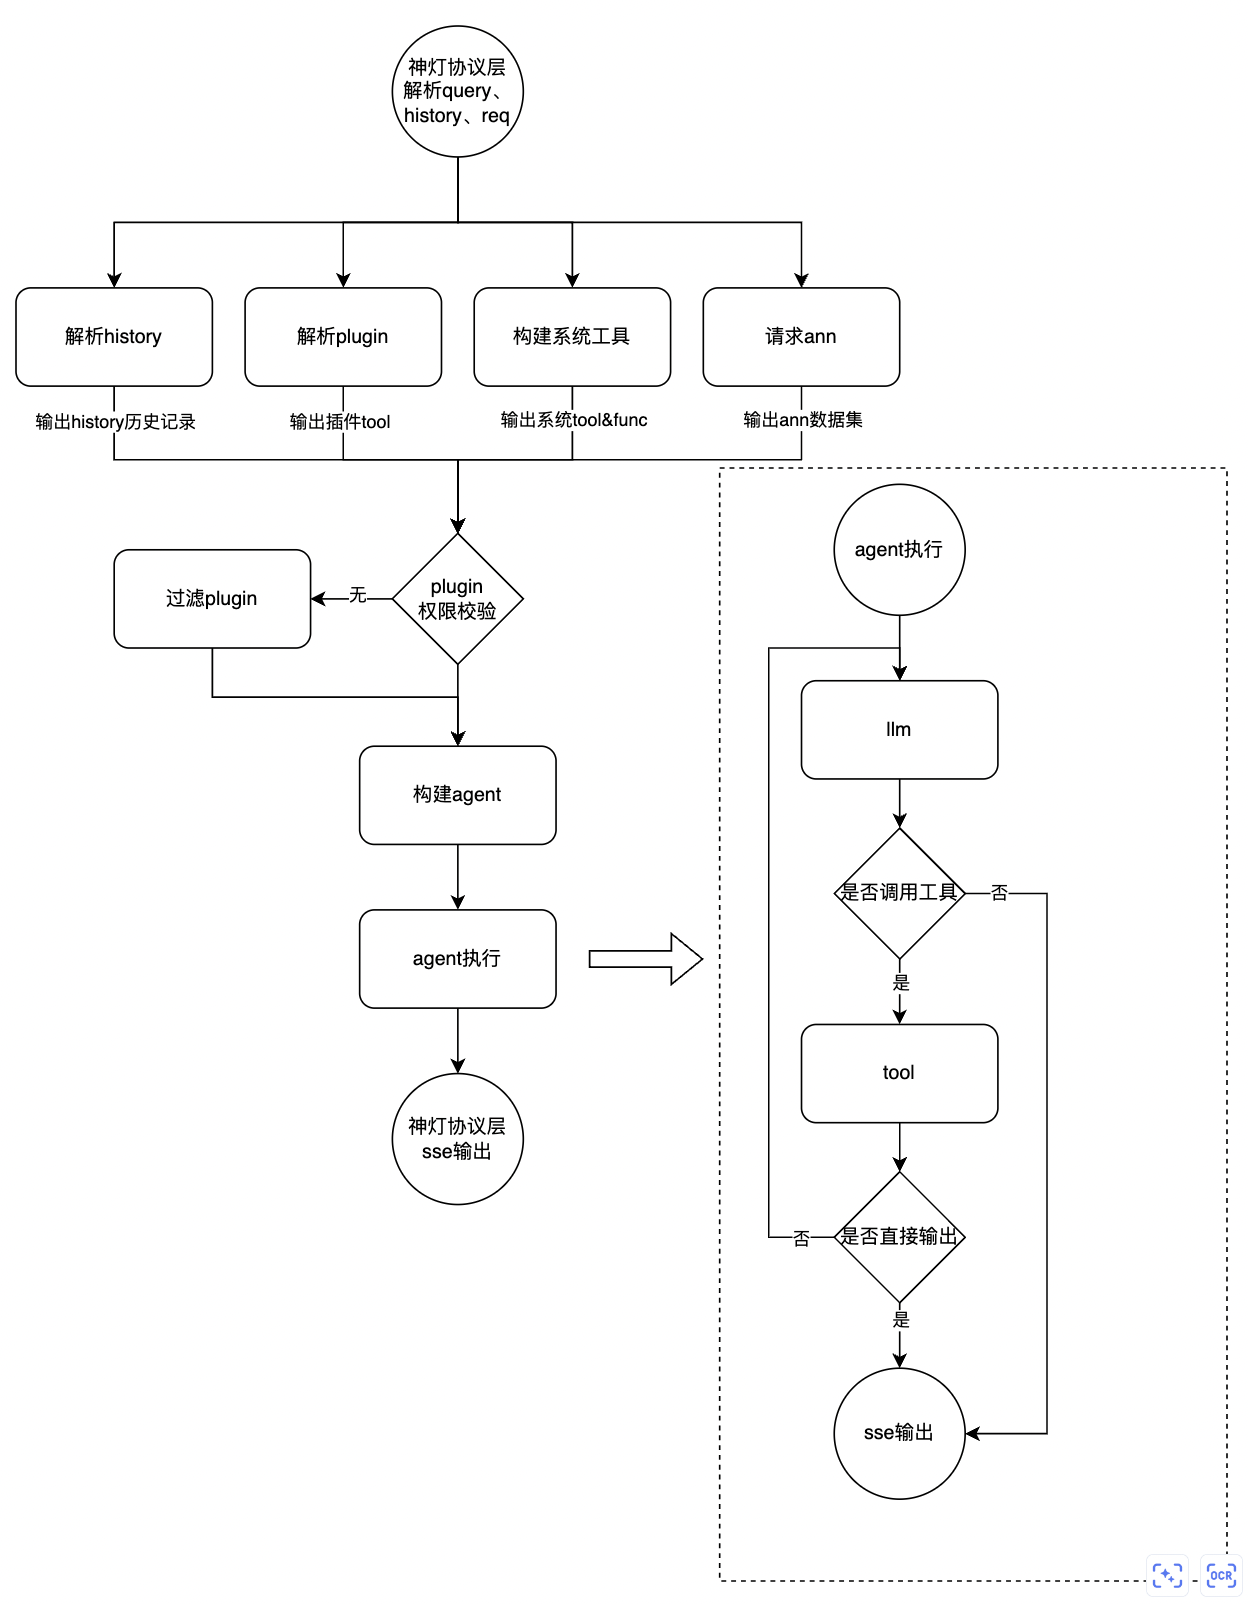 神灯协议层
解析query、
history、req
解析history
解析plugin
构建系统工具
请求ann
输出history历史记录
输出插件tool
输出系统tool&func
输出ann数据集
plugin
权限校验
无
过滤plugin
构建agent
agent执行
神灯协议层
sse输出
agent执行
llm
是否调用工具
否
是
tool
是否直接输出
否
是
sse输出
OCR